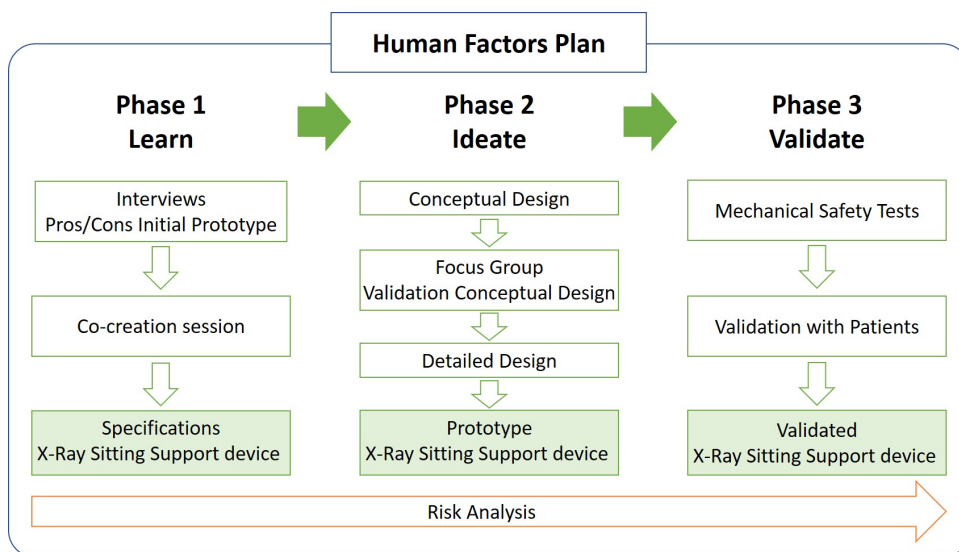 Human Factors Plan
Phase 1
Learn
Phase 2
Ideate
Phase 3
Validate
Interviews
Pros/Cons Initial Prototype
Co-creation session
Specifications
X-Ray Sitting Support device
Conceptual Design
Focus Group
Validation Conceptual Design
Detailed Design
Prototype
X-Ray Sitting Support device
Mechanical Safety Tests
Validation with Patients
Validated
X-Ray Sitting Support device
Risk Analysis